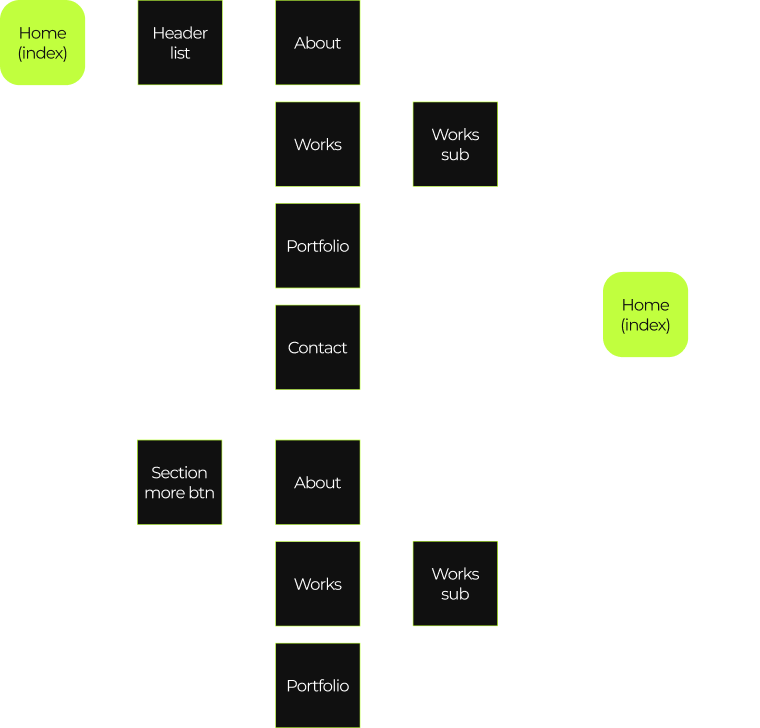 Home
(index)
Header
list
About
Works
Works
sub
Portfolio
Home
(index)
Contact
Section
more btn
About
Works
Works
sub
Portfolio